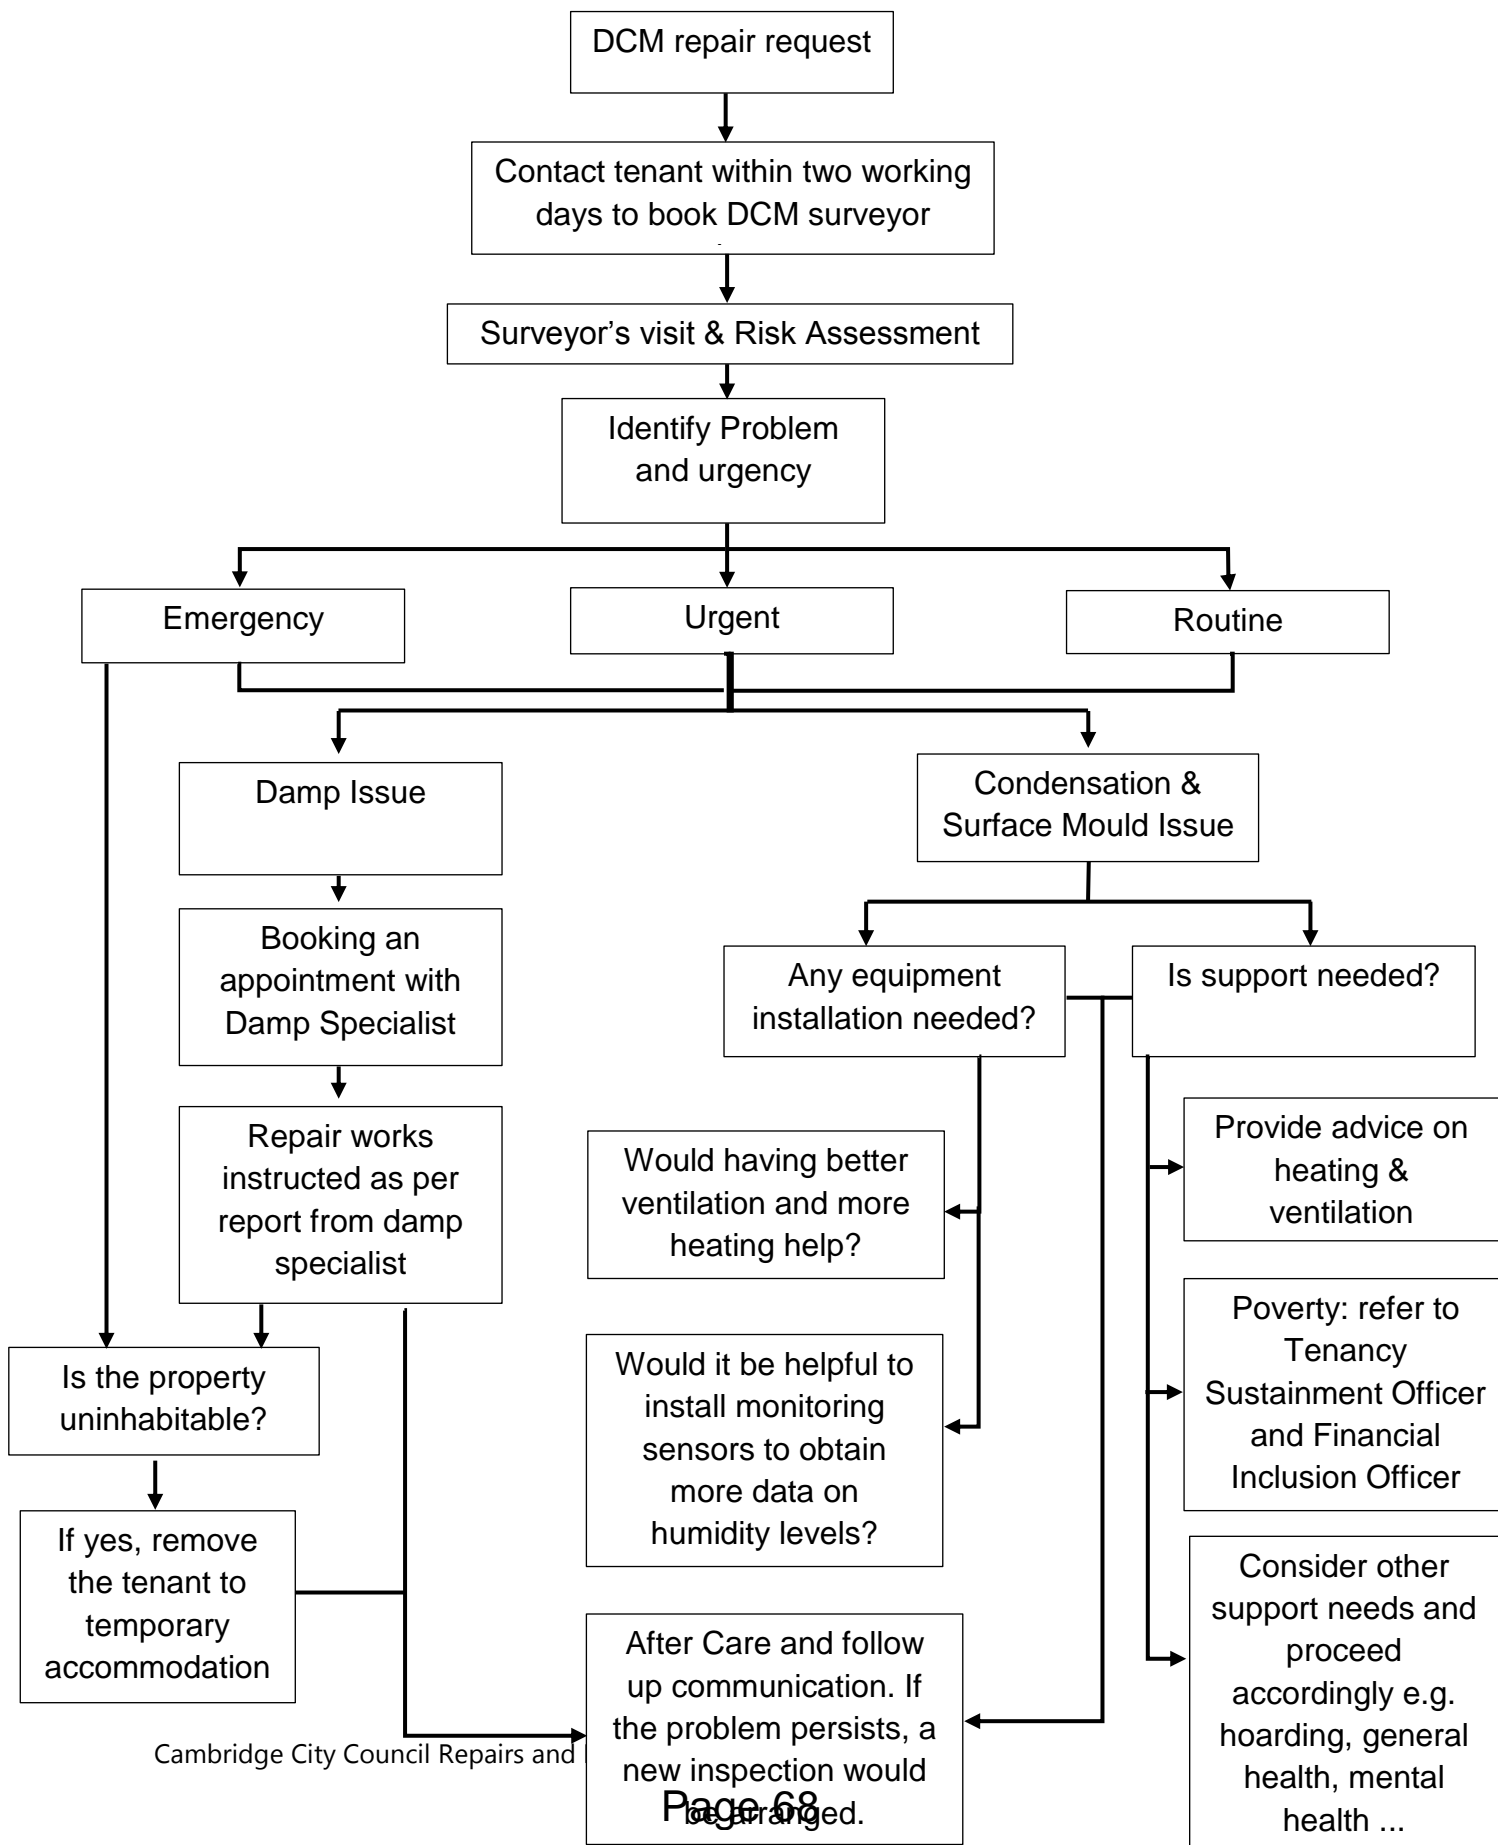 DCM repair request
Contact tenant within two working
days to book DCM surveyor
Surveyor’s visit & Risk Assessment
Identify Problem
and urgency
Emergency
Urgent
Routine
Damp Issue
Condensation &
Surface Mould Issue
Booking an
appointment with
Damp Specialist
Any equipment
installation needed?
Is support needed?
Repair works
instructed as per
report from damp
specialist
Would having better
ventilation and more
heating help?
Provide advice on
heating &
ventilation
Is the property
uninhabitable?
Would it be helpful to
install monitoring
sensors to obtain
more data on
humidity levels?
Poverty: refer to
Tenancy
Sustainment Officer
and Financial
Inclusion Officer
If yes, remove
the tenant to
temporary
accommodation
After Care and follow
up communication. If
the problem persists, a
new inspection would
be arranged.
Consider other
support needs and
proceed
accordingly e.g.
hoarding, general
health, mental
health ...
Cambridge City Council Repairs and
Page 68